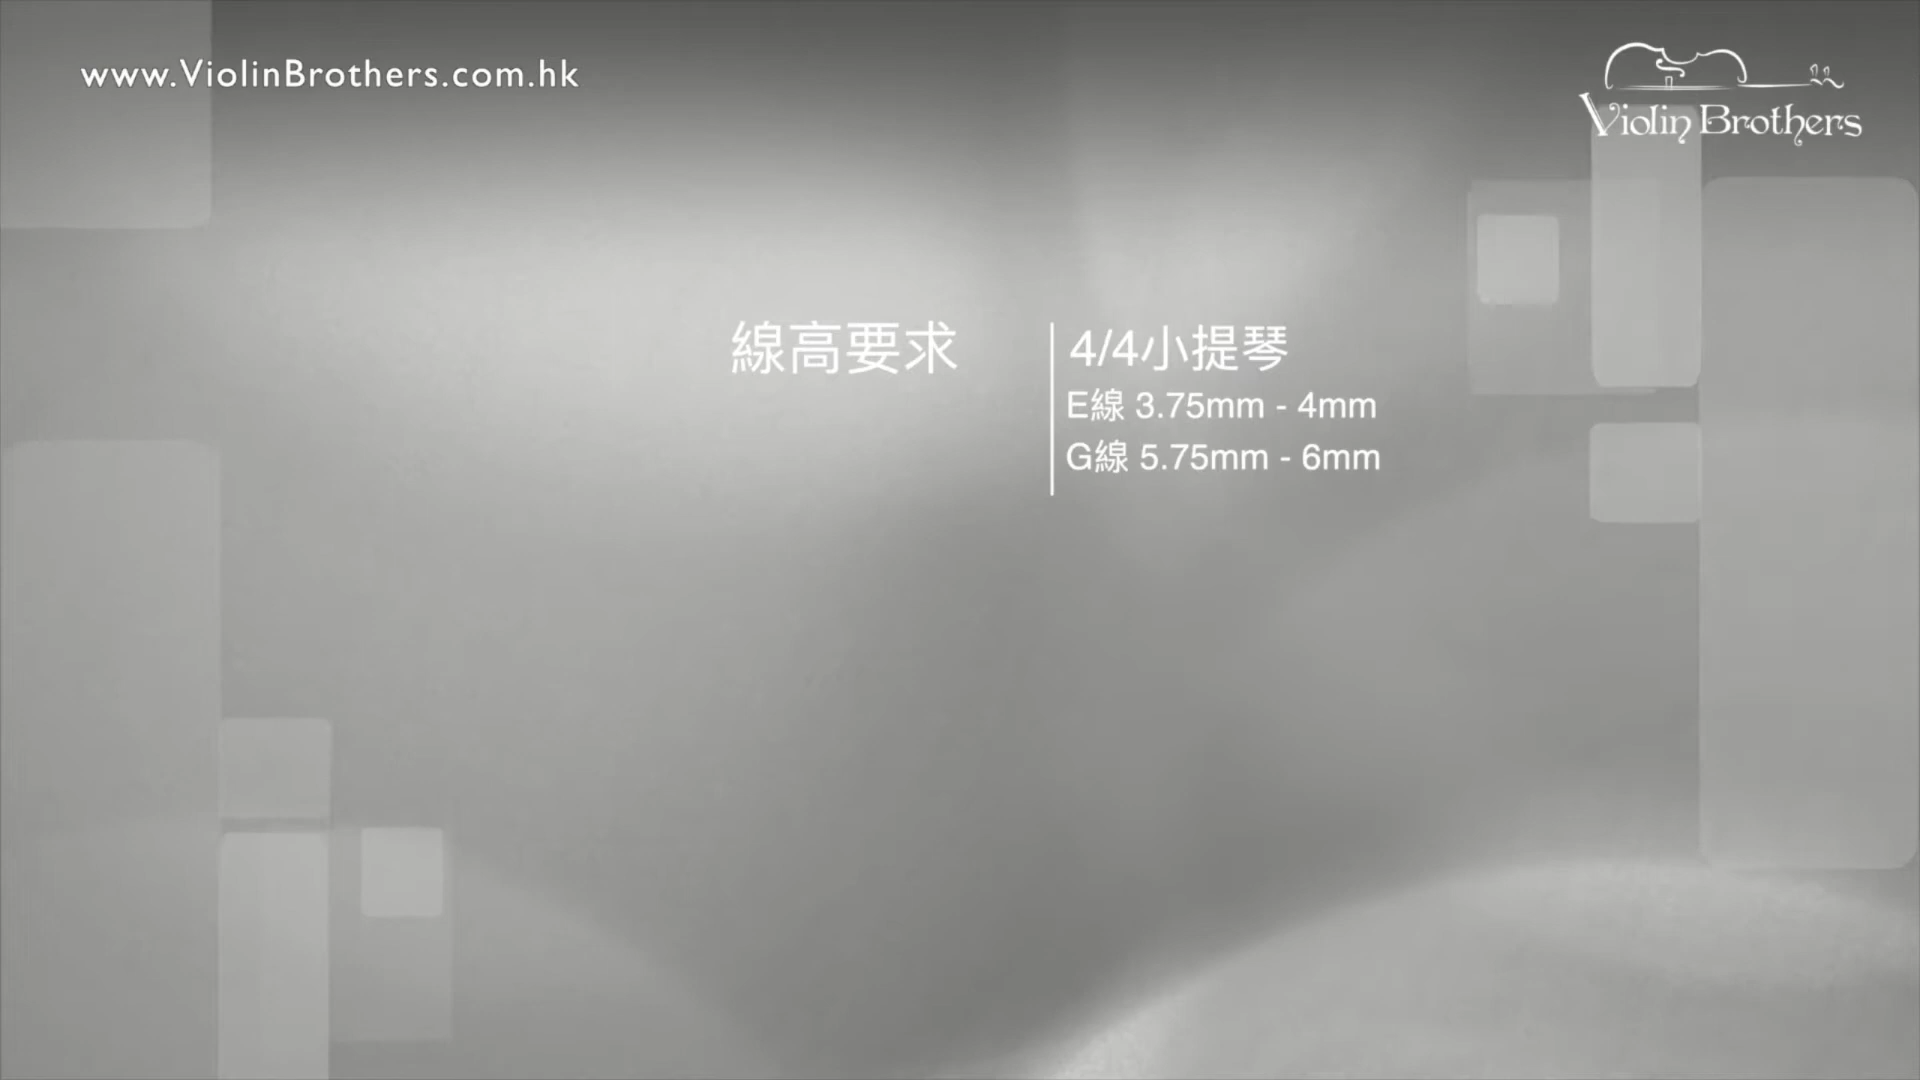 www.ViolinBrothers.com.hk
Violin Brothers
線高要求
4/4小提琴
E線 3.75mm - 4mm
G線 5.75mm - 6mm